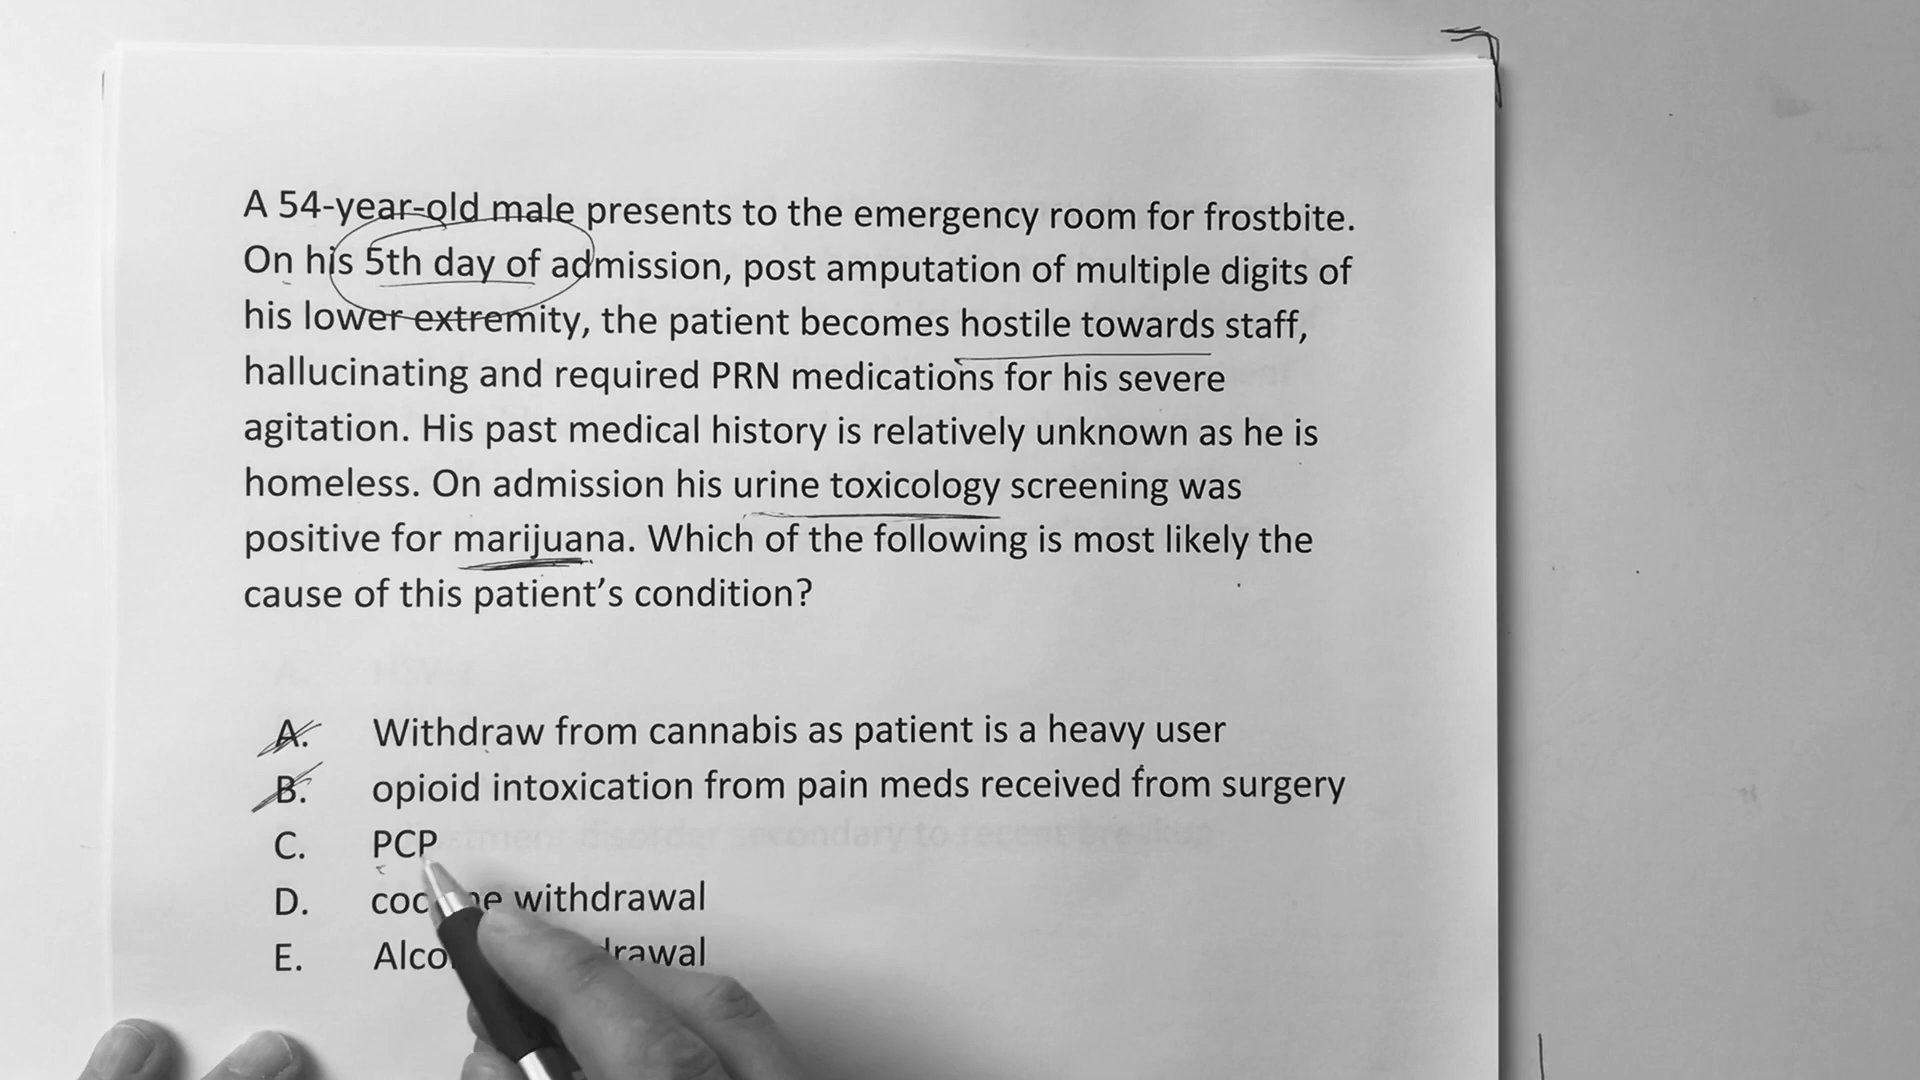 A 54-year-old male presents to the emergency room for frostbite.
On his 5th day of admission, post amputation of multiple digits of
his lower extremity, the patient becomes hostile towards staff,
hallucinating and required PRN medications for his severe
agitation. His past medical history is relatively unknown as he is
homeless. On admission his urine toxicology screening was
positive for marijuana. Which of the following is most likely the
cause of this patient's condition?
A. Withdraw from cannabis as patient is a heavy user
B. opioid intoxication from pain meds received from surgery
C. PCP
D. withdrawal
E.